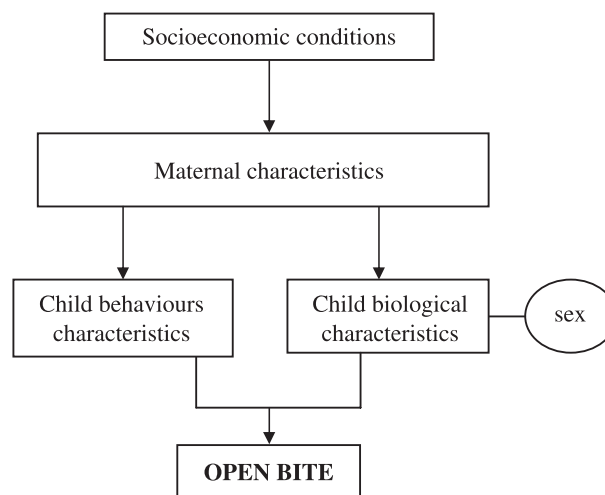 Socioeconomic conditions
Maternal characteristics
Child behaviours
characteristics
Child biological
characteristics
sex
OPEN BITE